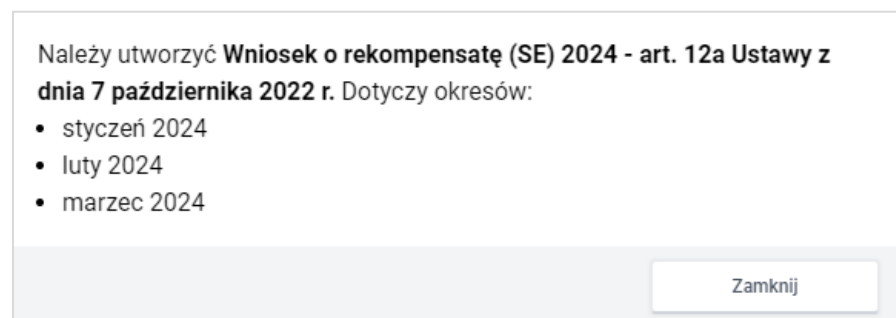 Należy utworzyć Wniosek o rekompensatę (SE) 2024 - art. 12a Ustawy z
dnia 7 października 2022 r. Dotyczy okresów:
• styczeń 2024
• luty 2024
• marzec 2024
Zamknij